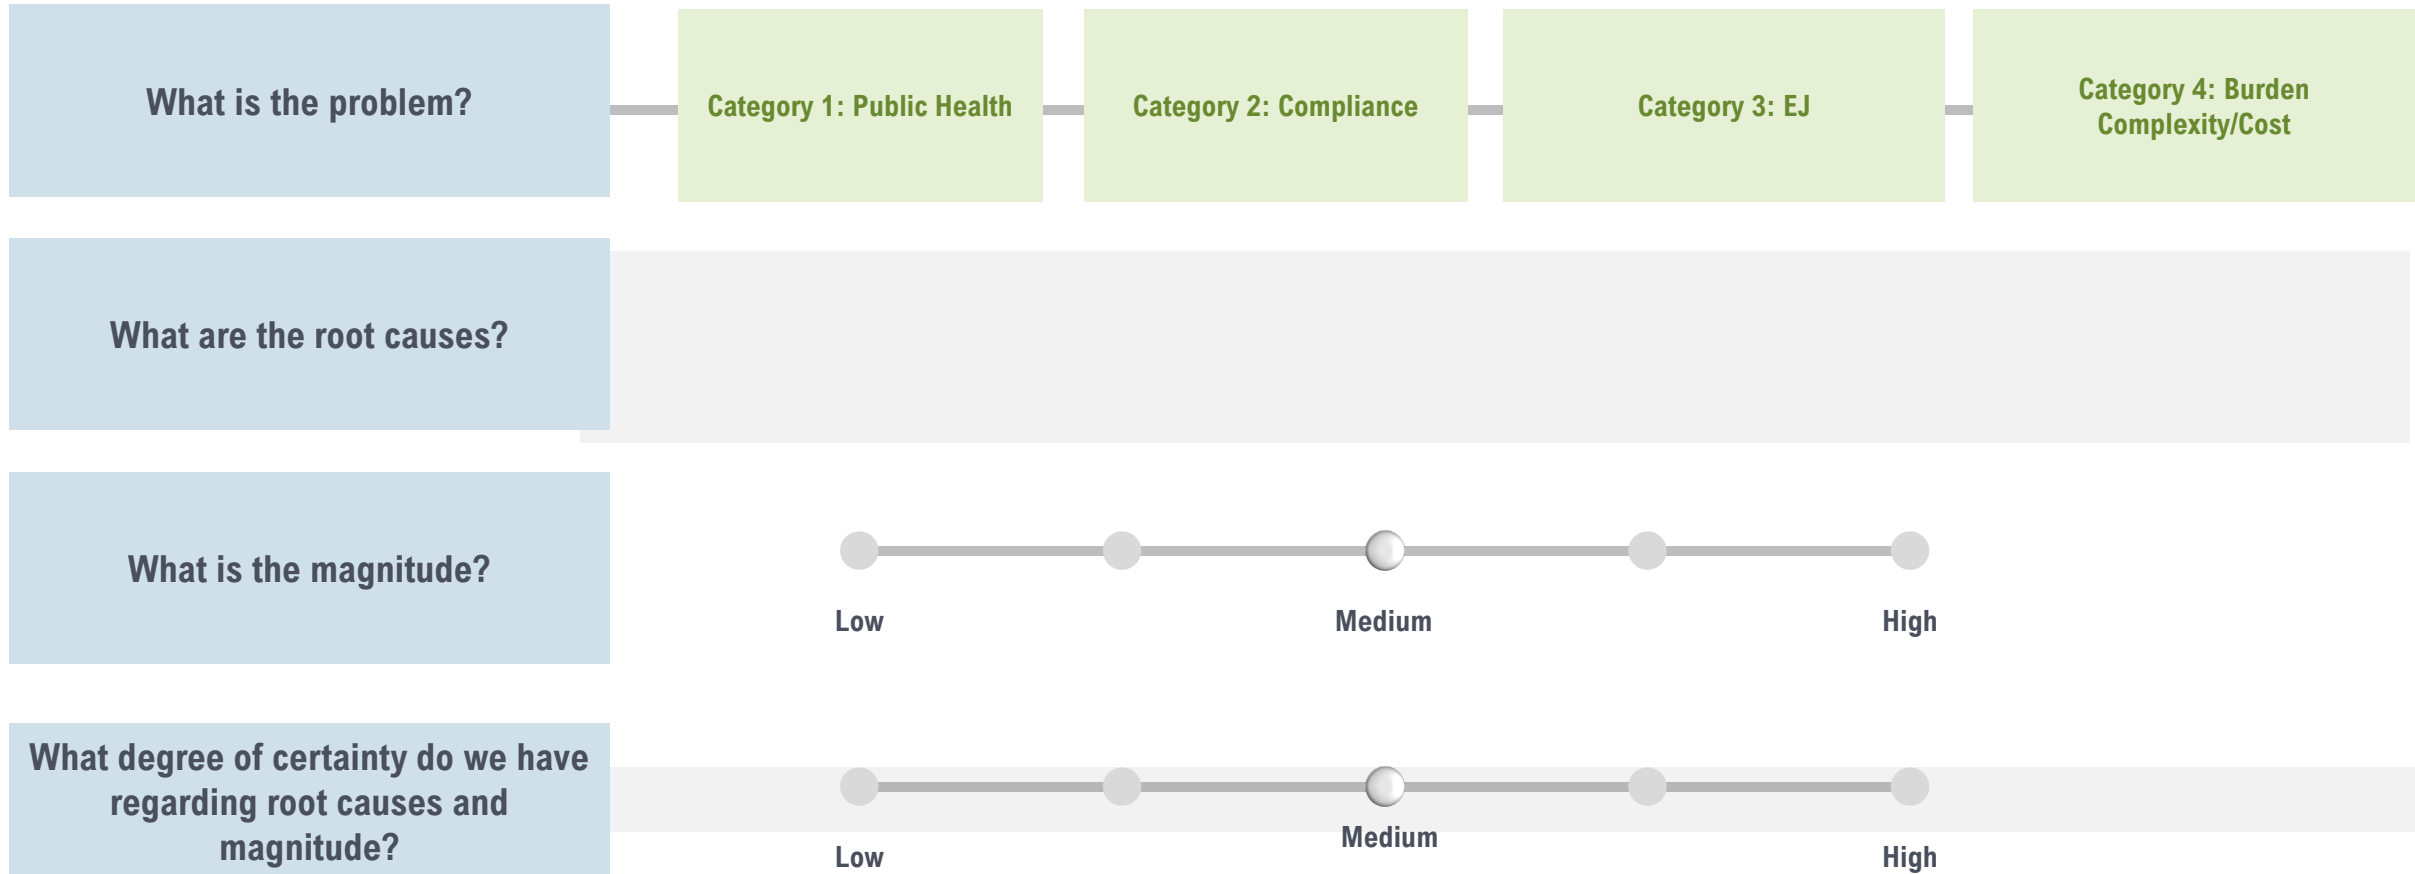 What is the problem?
Category 1: Public Health
Category 2: Compliance
Category 3: EJ
Category 4: Burden
Complexity/Cost
What are the root causes?
What is the magnitude?
Low
Medium
High
What degree of certainty do we have
regarding root causes and
magnitude?
Low
Medium
High